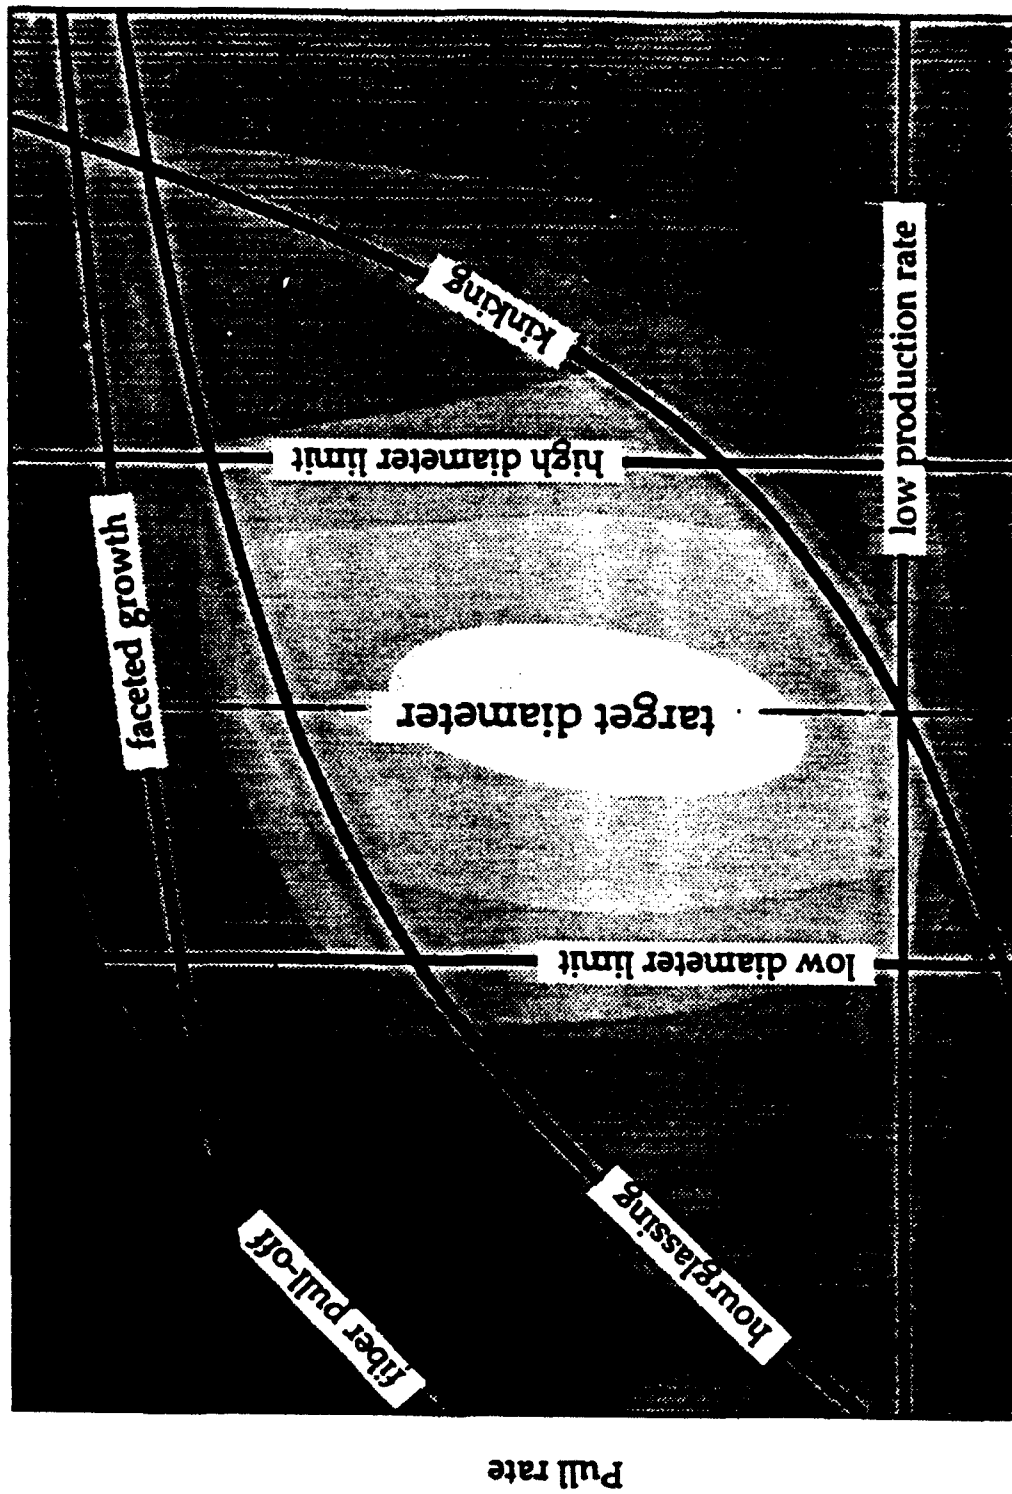 kinking
low production rate
high diameter limit
faceted growth
target diameter
low diameter limit
hourglassing
fiber pull-off
Pull rate